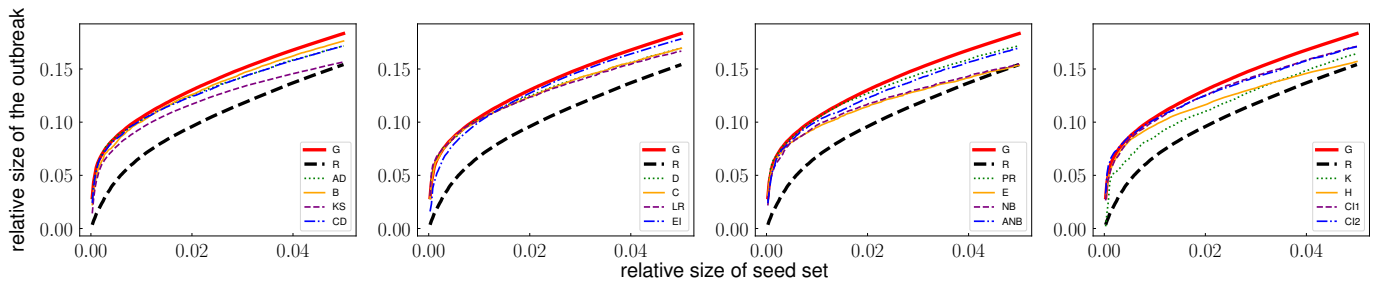 relative size of the outbreak
0.15
0.10
0.05
0.00
0.00
0.02
0.04
G
R
AD
B
KS
CD
0.15
0.10
0.05
0.00
0.00
0.02
0.04
G
R
D
C
LR
EI
0.15
0.10
0.05
0.00
0.00
0.02
0.04
G
R
PR
E
NB
ANB
0.15
0.10
0.05
0.00
0.00
0.02
0.04
G
R
K
H
CI1
CI2
relative size of seed set